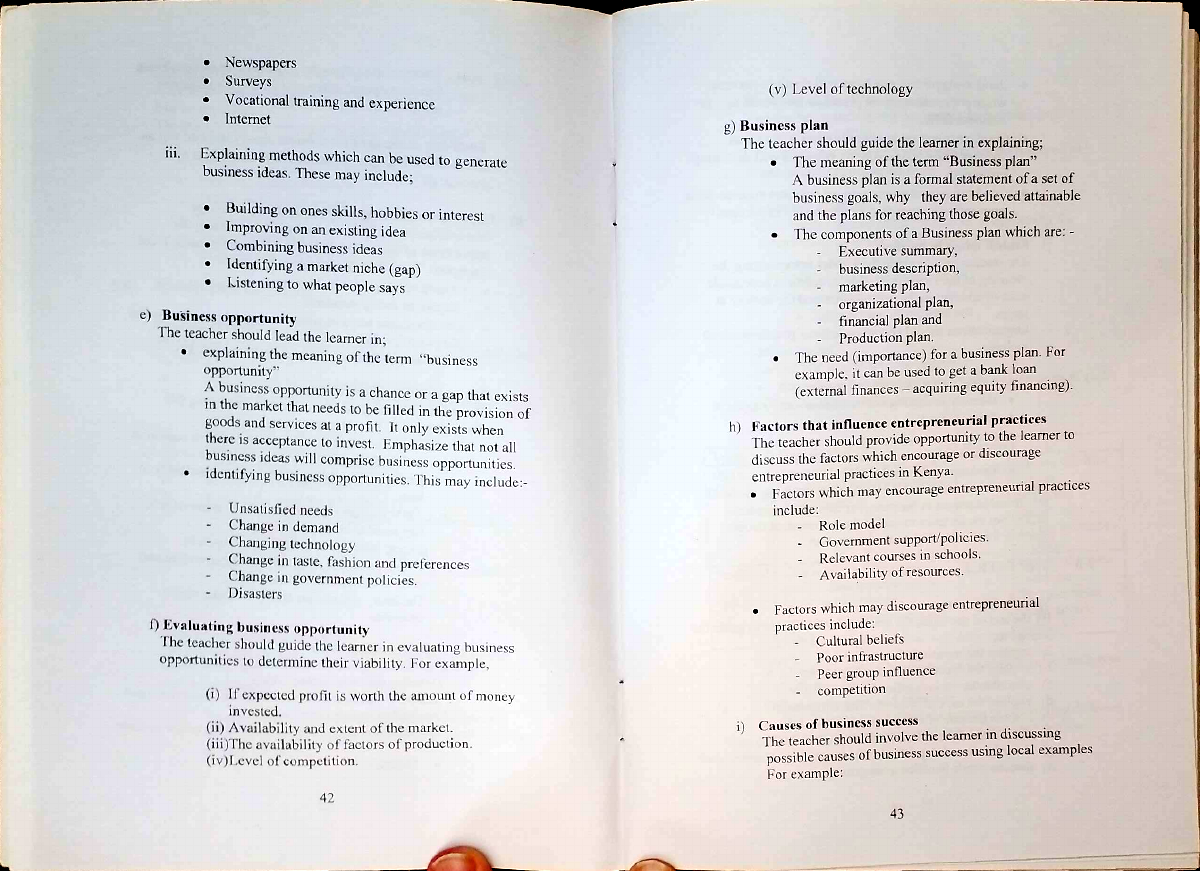 • Newspapers
• Surveys
• Vocational training and experience
• Internet
iii. Explaining methods which can be used to generate
business ideas. These may include;
• Building on ones skills, hobbies or interest
• Improving on an existing idea
• Combining business ideas
• Identifying a market niche (gap)
• Listening to what people says
e) Business opportunity
The teacher should lead the learner in;
• explaining the meaning of the term "business
opportunity"
A business opportunity is a chance or a gap that exists
in the market that needs to be filled in the provision of
goods and services at a profit. It only exists when
there is acceptance to invest. Emphasize that not all
business ideas will comprise business opportunities.
• identifying business opportunities. This may include:-
- Unsatisfied needs
- Change in demand
- Changing technology
- Change in taste, fashion and preferences
- Change in government policies.
- Disasters
f) Evaluating business opportunity
The teacher should guide the learner in evaluating business
opportunities to determine their viability. For example,
(i) If expected profit is worth the amount of money
invested.
(ii) Availability and extent of the market.
(iii)The availability of factors of production.
(iv)Level of competition.
42
(v) Level of technology
g) Business plan
The teacher should guide the learner in explaining;
• The meaning of the term "Business plan"
A business plan is a formal statement of a set of
business goals, why they are believed attainable
and the plans for reaching those goals.
• The components of a Business plan which are: -
- Executive summary,
- business description,
- marketing plan,
- organizational plan,
- financial plan and
- Production plan.
• The need (importance) for a business plan. For
example, it can be used to get a bank loan
(external finances – acquiring equity financing).
h) Factors that influence entrepreneurial practices
The teacher should provide opportunity to the learner to
discuss the factors which encourage or discourage
entrepreneurial practices in Kenya.
• Factors which may encourage entrepreneurial practices
include:
- Role model
- Government support/policies.
- Relevant courses in schools.
- Availability of resources.
• Factors which may discourage entrepreneurial
practices include:
- Cultural beliefs
- Poor infrastructure
- Peer group influence
- competition
i) Causes of business success
The teacher should involve the learner in discussing
possible causes of business success using local examples
For example:
43